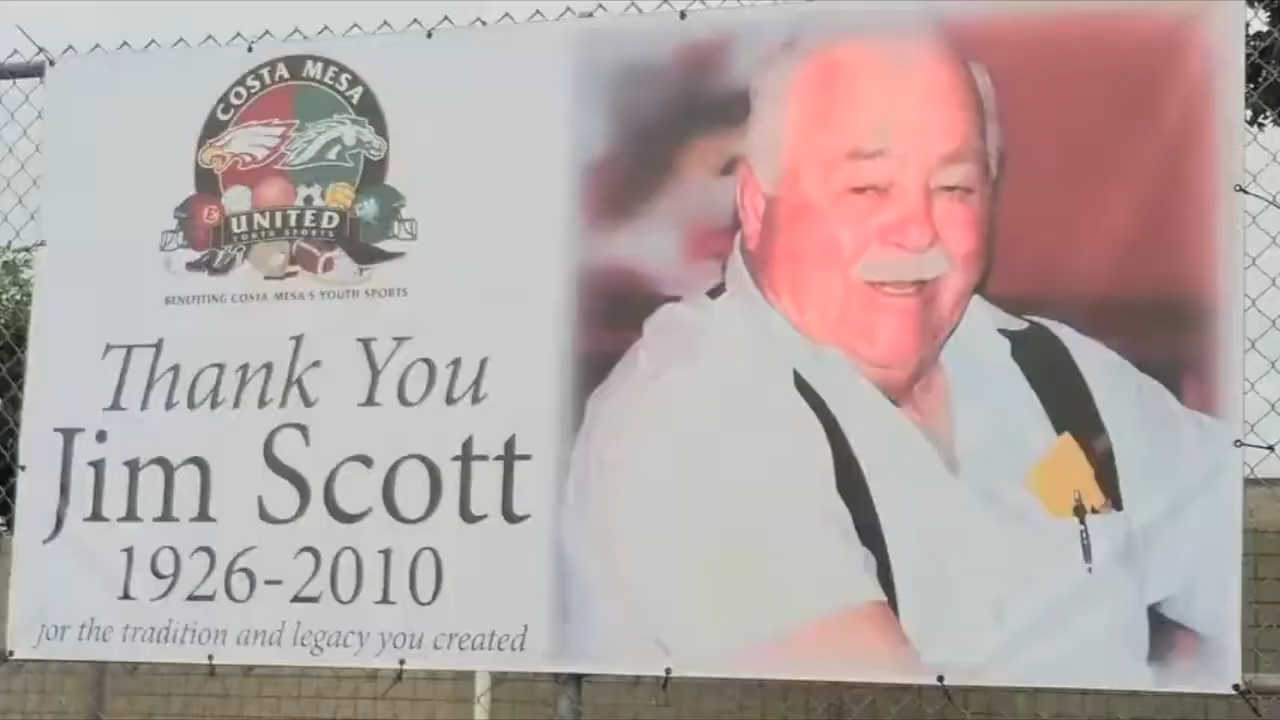 COSTA MESA
UNITED
YOUTH SPORTS
BENEFITING COSTA MESA'S YOUTH SPORTS
Thank You
Jim Scott
1926-2010
for the tradition and legacy you created